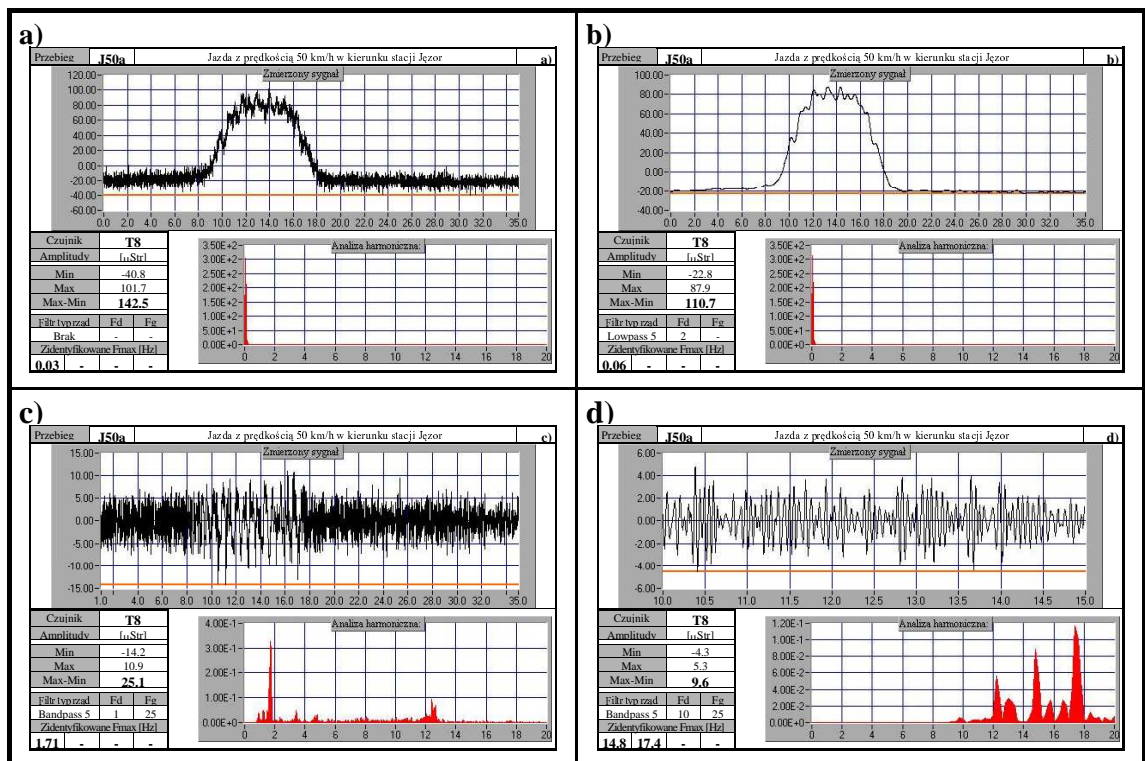 a)
Przebieg J50a Jazda z prędkością 50 km/h w kierunku stacji Jęzor a)
Zmierzony sygnał
120.00
100.00
80.00
60.00
40.00
20.00
0.00
-20.00
-40.00
-60.00
0.0 2.0 4.0 6.0 8.0 10.0 12.0 14.0 16.0 18.0 20.0 22.0 24.0 26.0 28.0 30.0 32.0 35.0
Czujnik T8
Amplitudy [µStr]
Min -40.8
Max 101.7
Max-Min 142.5
Filtr typ rząd Fd Fg
Brak - -
Zidentyfikowane Fmax [Hz]
0.03 - - -
Analiza harmoniczna:
3.50E+2
3.00E+2
2.50E+2
2.00E+2
1.50E+2
1.00E+2
5.00E+1
0.00E+0
0 2 4 6 8 10 12 14 16 18 20
b)
Przebieg J50a Jazda z prędkością 50 km/h w kierunku stacji Jęzor b)
Zmierzony sygnał
100.00
80.00
60.00
40.00
20.00
0.00
-20.00
-40.00
0.0 2.0 4.0 6.0 8.0 10.0 12.0 14.0 16.0 18.0 20.0 22.0 24.0 26.0 28.0 30.0 32.0 35.0
Czujnik T8
Amplitudy [µStr]
Min -22.8
Max 87.9
Max-Min 110.7
Filtr typ rząd Fd Fg
Lowpass 5 2 -
Zidentyfikowane Fmax [Hz]
0.06 - - -
Analiza harmoniczna:
3.50E+2
3.00E+2
2.50E+2
2.00E+2
1.50E+2
1.00E+2
5.00E+1
0.00E+0
0 2 4 6 8 10 12 14 16 18 20
c)
Przebieg J50a Jazda z prędkością 50 km/h w kierunku stacji Jęzor c)
Zmierzony sygnał
15.00
10.00
5.00
0.00
-5.00
-10.00
-15.00
1.0 2.0 4.0 6.0 8.0 10.0 12.0 14.0 16.0 18.0 20.0 22.0 24.0 26.0 28.0 30.0 32.0 35.0
Czujnik T8
Amplitudy [µStr]
Min -14.2
Max 10.9
Max-Min 25.1
Filtr typ rząd Fd Fg
Bandpass 5 1 25
Zidentyfikowane Fmax [Hz]
1.71 - - -
Analiza harmoniczna:
4.00E-1
3.00E-1
2.00E-1
1.00E-1
0.00E+0
0 2 4 6 8 10 12 14 16 18 20
d)
Przebieg J50a Jazda z prędkością 50 km/h w kierunku stacji Jęzor d)
Zmierzony sygnał
6.00
4.00
2.00
0.00
-2.00
-4.00
-6.00
10.0 10.5 11.0 11.5 12.0 12.5 13.0 13.5 14.0 14.5 15.0
Czujnik T8
Amplitudy [µStr]
Min -4.3
Max 5.3
Max-Min 9.6
Filtr typ rząd Fd Fg
Bandpass 5 10 25
Zidentyfikowane Fmax [Hz]
14.8 17.4 - -
Analiza harmoniczna:
1.20E-1
1.00E-1
8.00E-2
6.00E-2
4.00E-2
2.00E-2
0.00E+0
0 2 4 6 8 10 12 14 16 18 20